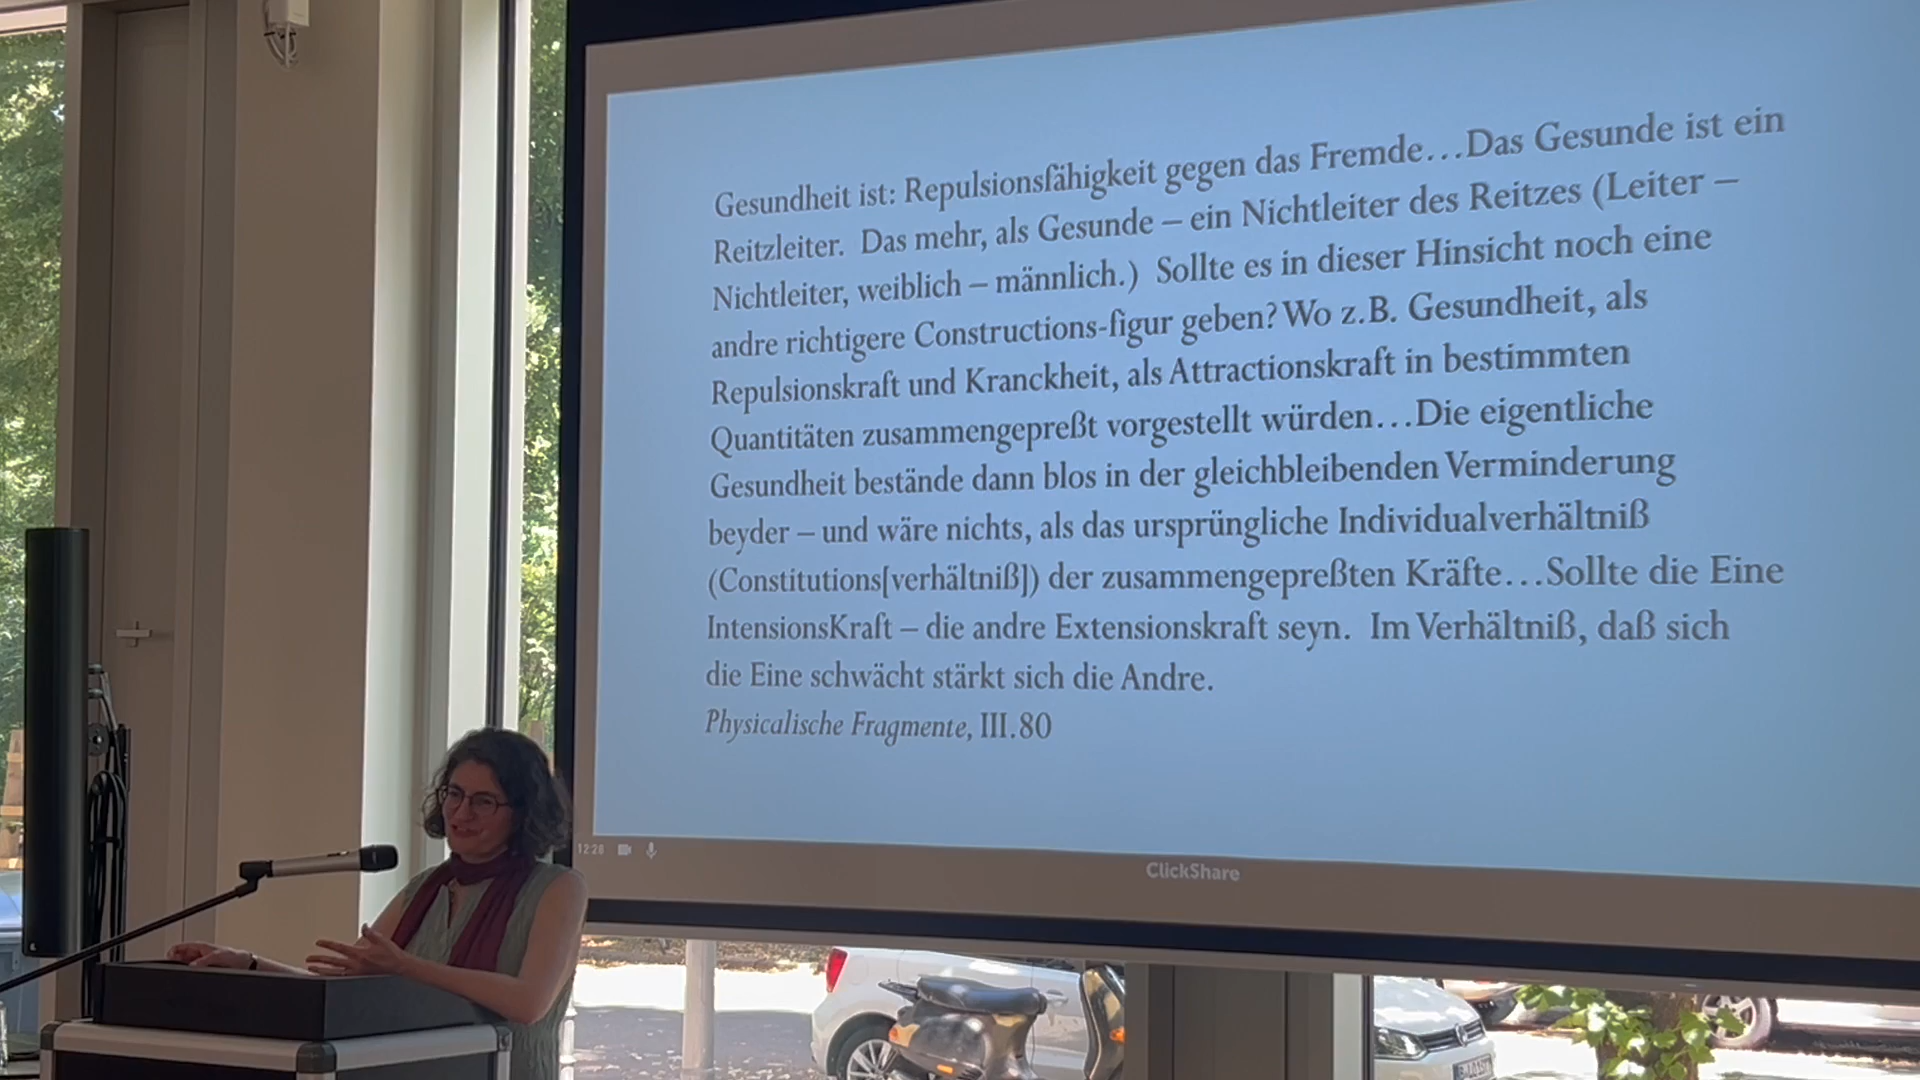 Gesundheit ist: Repulsionsfähigkeit gegen das Fremde…Das Gesunde ist ein
Reitzleiter.  Das mehr, als Gesunde – ein Nichtleiter des Reitzes (Leiter –
Nichtleiter, weiblich – männlich.)  Sollte es in dieser Hinsicht noch eine
andre richtigere Constructions-figur geben? Wo z.B. Gesundheit, als
Repulsionskraft und Kranckheit, als Attractionskraft in bestimmten
Quantitäten zusammengepreßt vorgestellt würden…Die eigentliche
Gesundheit bestände dann blos in der gleichbleibenden Verminderung
beyder – und wäre nichts, als das ursprüngliche Individualverhältniß
(Constitutions[verhältniß]) der zusammengepreßten Kräfte…Sollte die Eine
IntensionsKraft – die andre Extensionskraft seyn.  Im Verhältniß, daß sich
die Eine schwächt stärkt sich die Andre.
Physicalische Fragmente, III.80
12:28
ClickShare